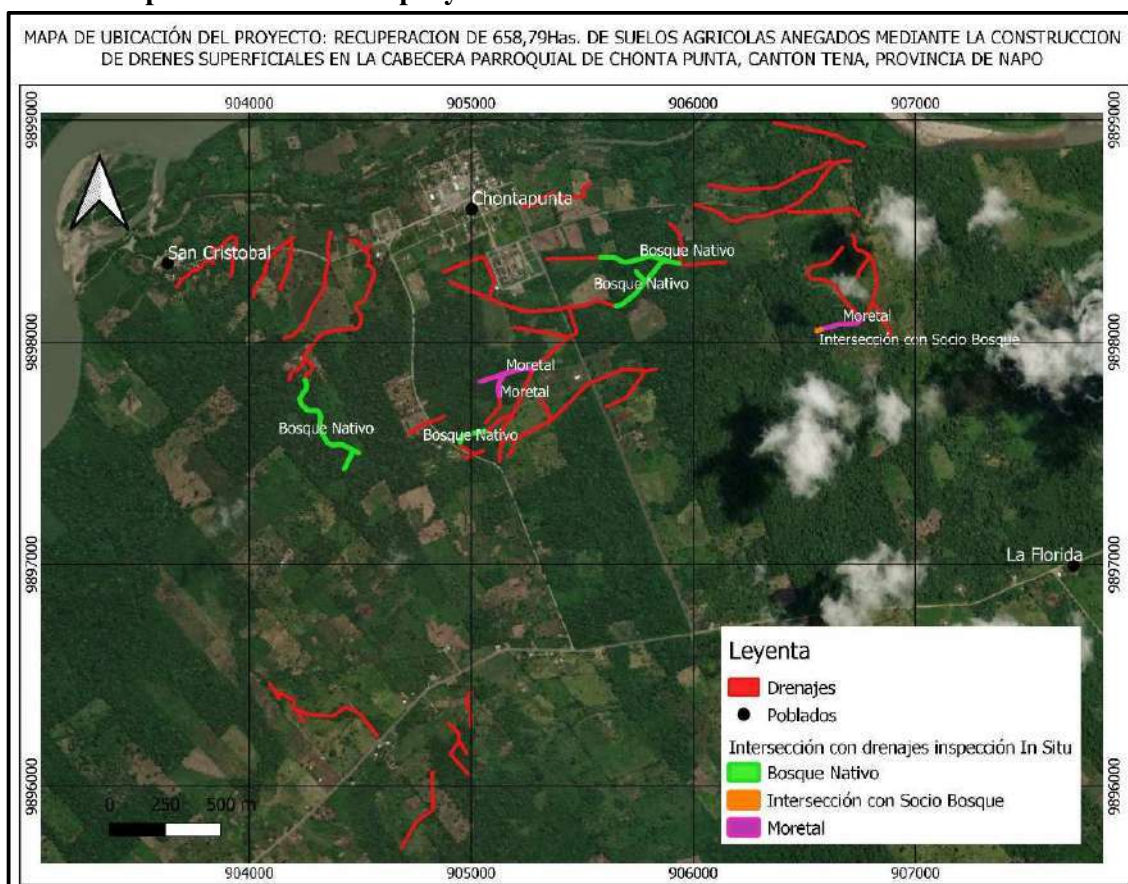 MAPA DE UBICACIÓN DEL PROYECTO: RECUPERACION DE 658,79Has. DE SUELOS AGRICOLAS ANEGADOS MEDIANTE LA CONSTRUCCION
DE DRENES SUPERFICIALES EN LA CABECERA PARROQUIAL DE CHONTA PUNTA, CANTON TENA, PROVINCIA DE NAPO
904000
905000
906000
907000
9899000
9899000
Chontapunta
San Cristobal
Bosque Nativo
Bosque Nativo
Moretal
Intersección con Socio Bosque
9898000
9898000
Moretal
Moretal
Bosque Nativo
Bosque Nativo
9897000
9897000
La Florida
Leyenta
Drenajes
Poblados
Intersección con drenajes inspección In Situ
Bosque Nativo
Intersección con Socio Bosque
Moretal
9896000
9896000
0 250 500 m
904000
905000
906000
907000